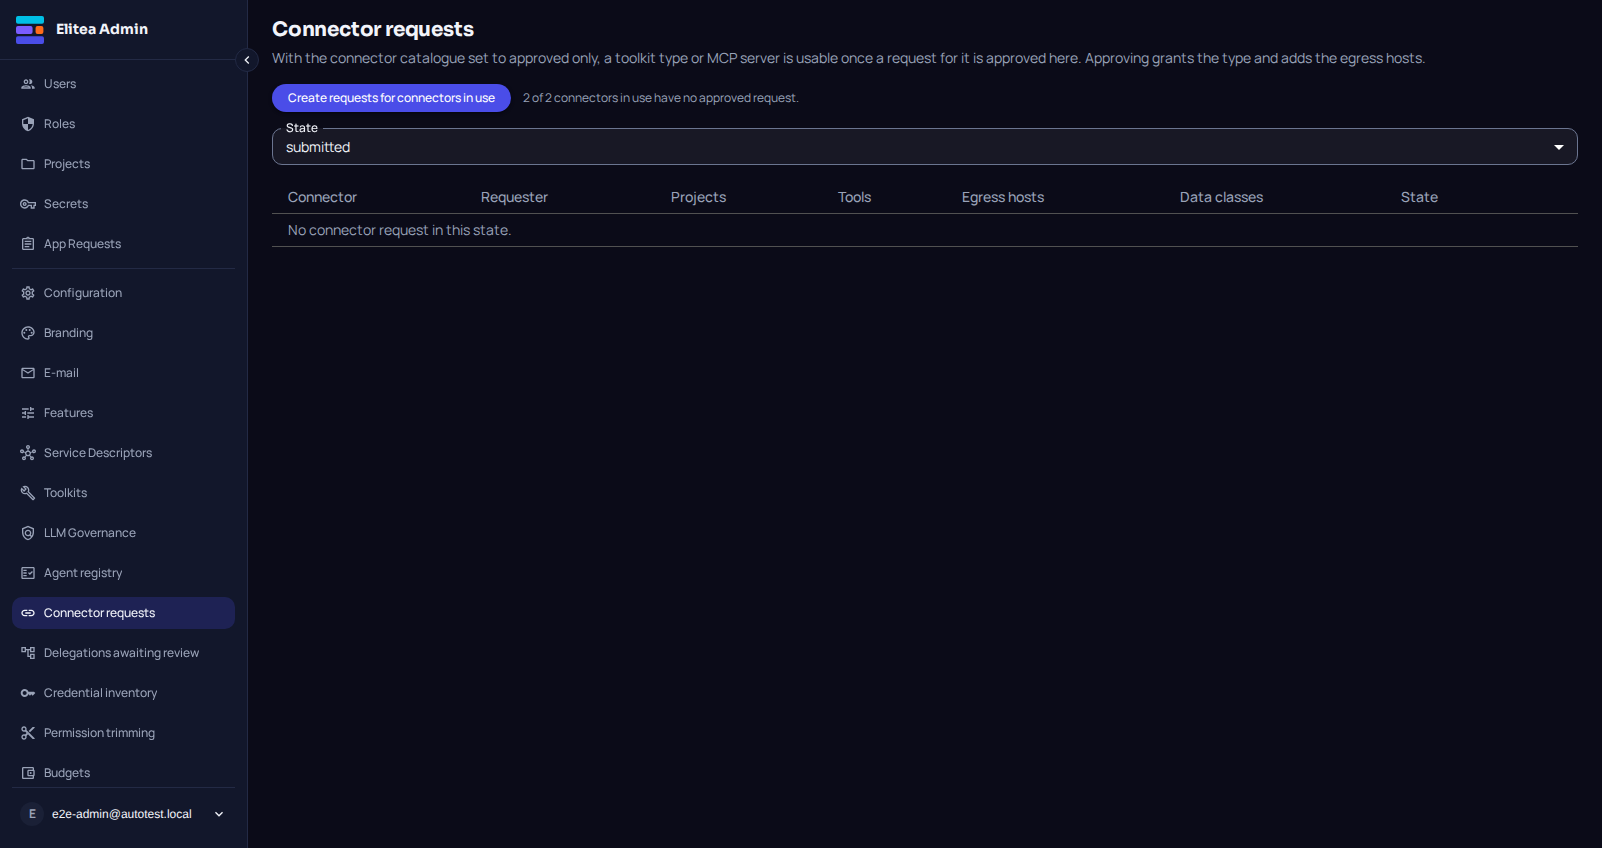 Elitea Admin
Users
Roles
Projects
Secrets
App Requests
Configuration
Branding
E-mail
Features
Service Descriptors
Toolkits
LLM Governance
Agent registry
Connector requests
Delegations awaiting review
Credential inventory
Permission trimming
Budgets
E e2e-admin@autotest.local
Connector requests
With the connector catalogue set to approved only, a toolkit type or MCP server is usable once a request for it is approved here. Approving grants the type and adds the egress hosts.
Create requests for connectors in use 2 of 2 connectors in use have no approved request.
State
submitted
Connector Requester Projects Tools Egress hosts Data classes State
No connector request in this state.